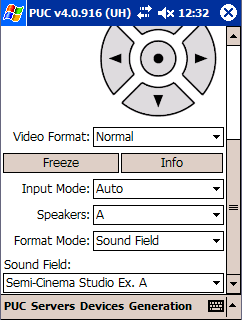 PUC v4.0.916 (UH) 12:32
Video Format: Normal
Freeze Info
Input Mode: Auto
Speakers: A
Format Mode: Sound Field
Sound Field:
Semi-Cinema Studio Ex. A
PUC Servers Devices Generation